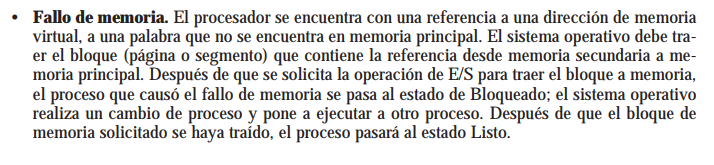 • Fallo de memoria. El procesador se encuentra con una referencia a una dirección de memoria
virtual, a una palabra que no se encuentra en memoria principal. El sistema operativo debe tra-
er el bloque (página o segmento) que contiene la referencia desde memoria secundaria a me-
moria principal. Después de que se solicita la operación de E/S para traer el bloque a memoria,
el proceso que causó el fallo de memoria se pasa al estado de Bloqueado; el sistema operativo
realiza un cambio de proceso y pone a ejecutar a otro proceso. Después de que el bloque de
memoria solicitado se haya traído, el proceso pasará al estado Listo.